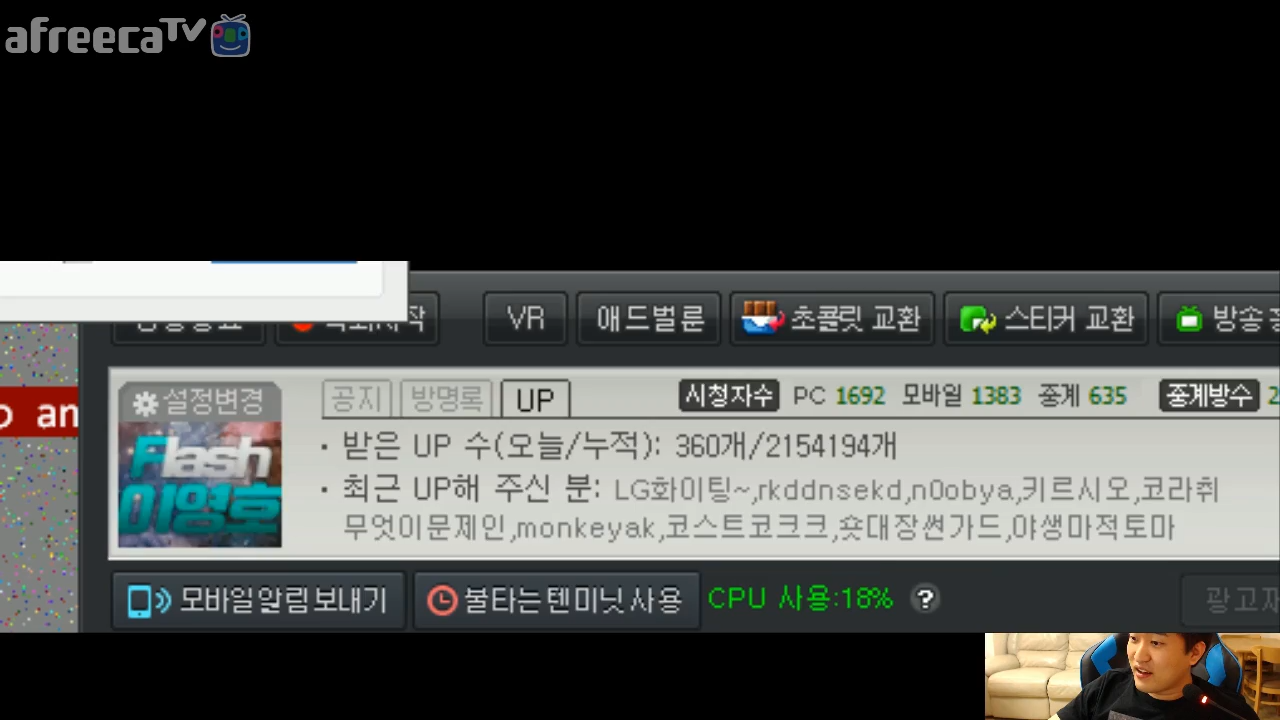 afreecaTV
VR 애드벌룬 초콜릿 교환 스티커 교환 방송
설정변경 공지 방명록 UP 시청자수 PC 1692 모바일 1383 중계 635 중계방수
an
Flash
이영호
· 받은 UP 수(오늘/누적): 360개/2154194개
· 최근 UP해 주신 분: LG화이팅~,rkddnsekd,n0obya,키르시오,코라취
무엇이문제인,monkeyak,코스트코크크,숏대장썬가드,야생마적토마
모바일알림보내기 불타는텐미닛사용 CPU 사용:18% ? 광고